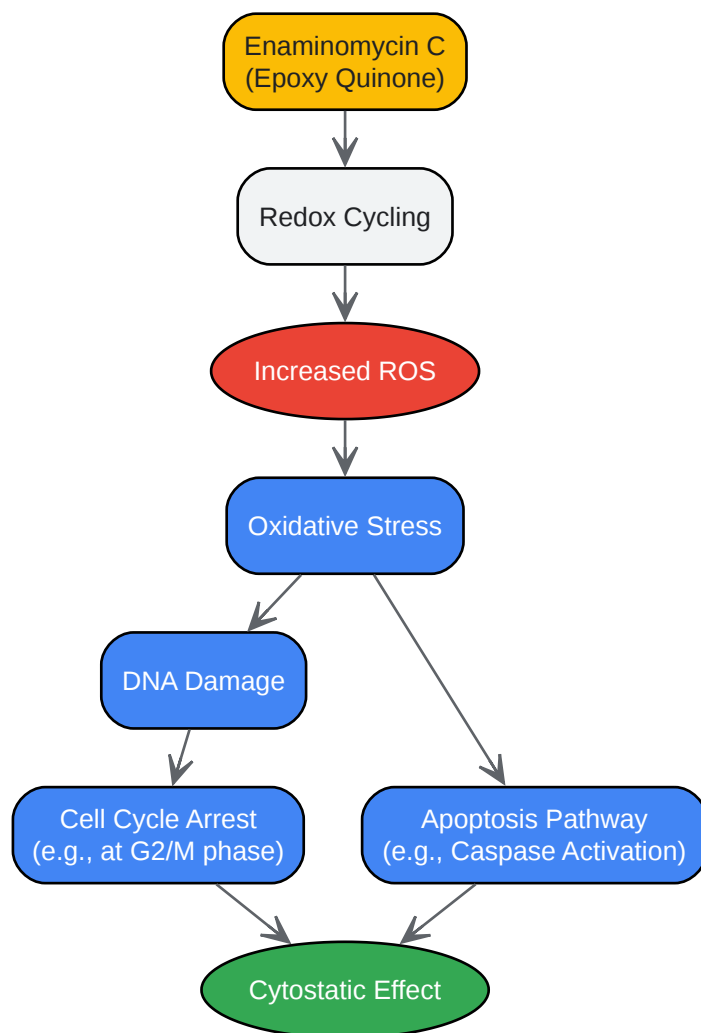 Enaminomycin C
(Epoxy Quinone)
Redox Cycling
Increased ROS
Oxidative Stress
DNA Damage
Cell Cycle Arrest
(e.g., at G2/M phase)
Apoptosis Pathway
(e.g., Caspase Activation)
Cytostatic Effect